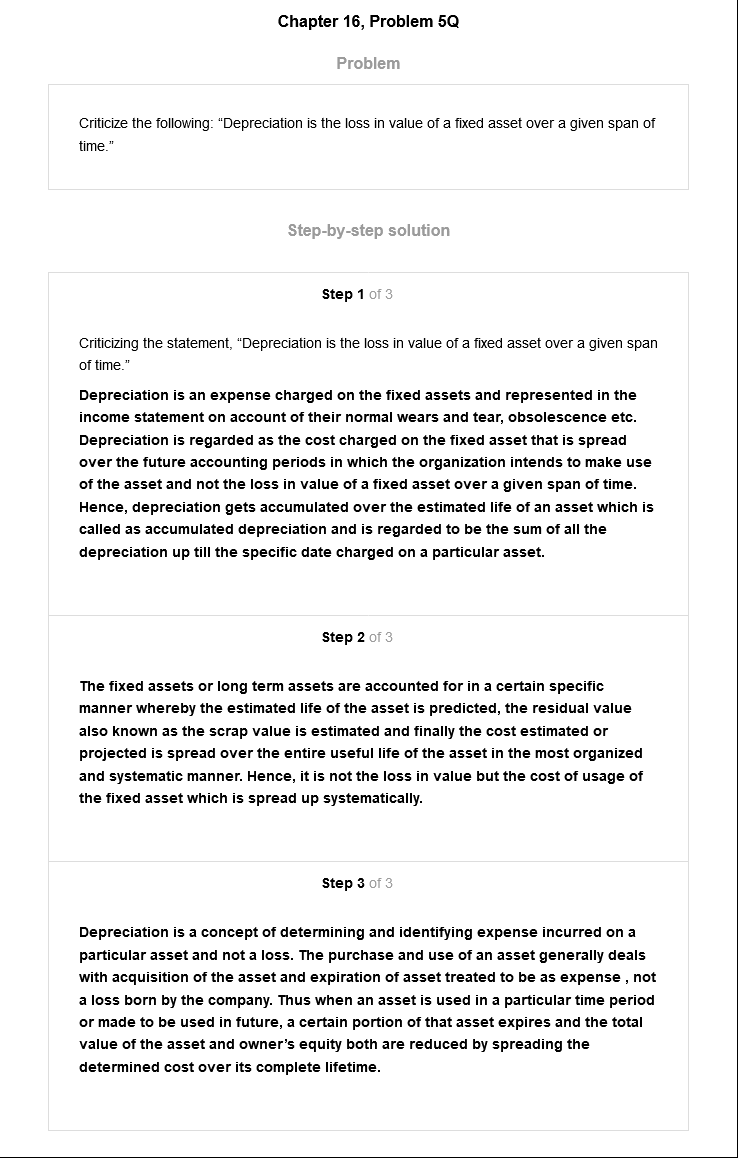 Chapter 16, Problem 5Q
Problem
Criticize the following: “Depreciation is the loss in value of a fixed asset over a given span of
time.”
Step-by-step solution
Step 1 of 3
Criticizing the statement, “Depreciation is the loss in value of a fixed asset over a given span
of time.”
Depreciation is an expense charged on the fixed assets and represented in the
income statement on account of their normal wears and tear, obsolescence etc.
Depreciation is regarded as the cost charged on the fixed asset that is spread
over the future accounting periods in which the organization intends to make use
of the asset and not the loss in value of a fixed asset over a given span of time.
Hence, depreciation gets accumulated over the estimated life of an asset which is
called as accumulated depreciation and is regarded to be the sum of all the
depreciation up till the specific date charged on a particular asset.
Step 2 of 3
The fixed assets or long term assets are accounted for in a certain specific
manner whereby the estimated life of the asset is predicted, the residual value
also known as the scrap value is estimated and finally the cost estimated or
projected is spread over the entire useful life of the asset in the most organized
and systematic manner. Hence, it is not the loss in value but the cost of usage of
the fixed asset which is spread up systematically.
Step 3 of 3
Depreciation is a concept of determining and identifying expense incurred on a
particular asset and not a loss. The purchase and use of an asset generally deals
with acquisition of the asset and expiration of asset treated to be as expense , not
a loss born by the company. Thus when an asset is used in a particular time period
or made to be used in future, a certain portion of that asset expires and the total
value of the asset and owner’s equity both are reduced by spreading the
determined cost over its complete lifetime.